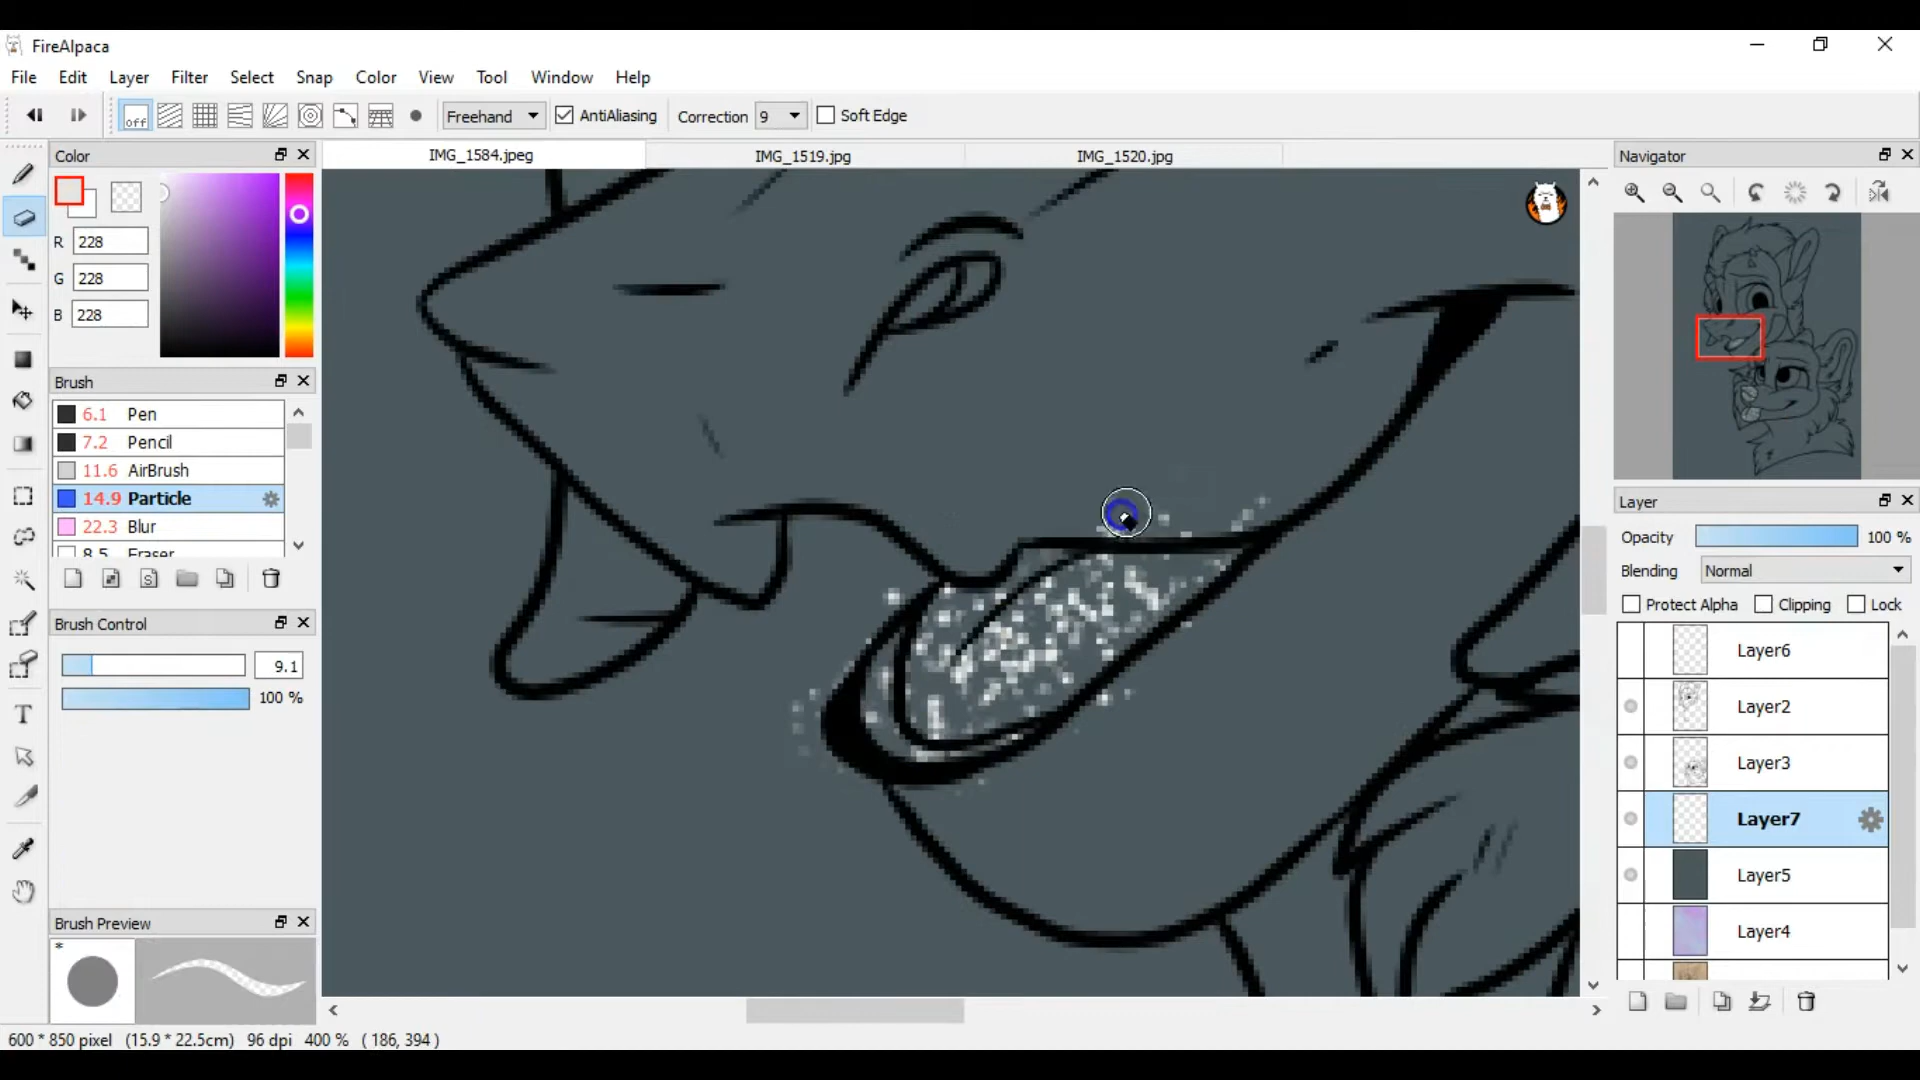 FireAlpaca
File Edit Layer Filter Select Snap Color View Tool Window Help
off Freehand AntiAliasing Correction 9 Soft Edge
Color
IMG_1584.jpeg IMG_1519.jpg IMG_1520.jpg
Navigator
R 228
G 228
B 228
Brush
6.1 Pen
7.2 Pencil
11.6 AirBrush
14.9 Particle
22.3 Blur
8.5 Eraser
Brush Control
9.1
100 %
Brush Preview
*
Layer
Opacity 100 %
Blending Normal
Protect Alpha Clipping Lock
Layer6
Layer2
Layer3
Layer7
Layer5
Layer4
T
600 * 850 pixel (15.9 * 22.5cm) 96 dpi 400 % ( 186, 394 )